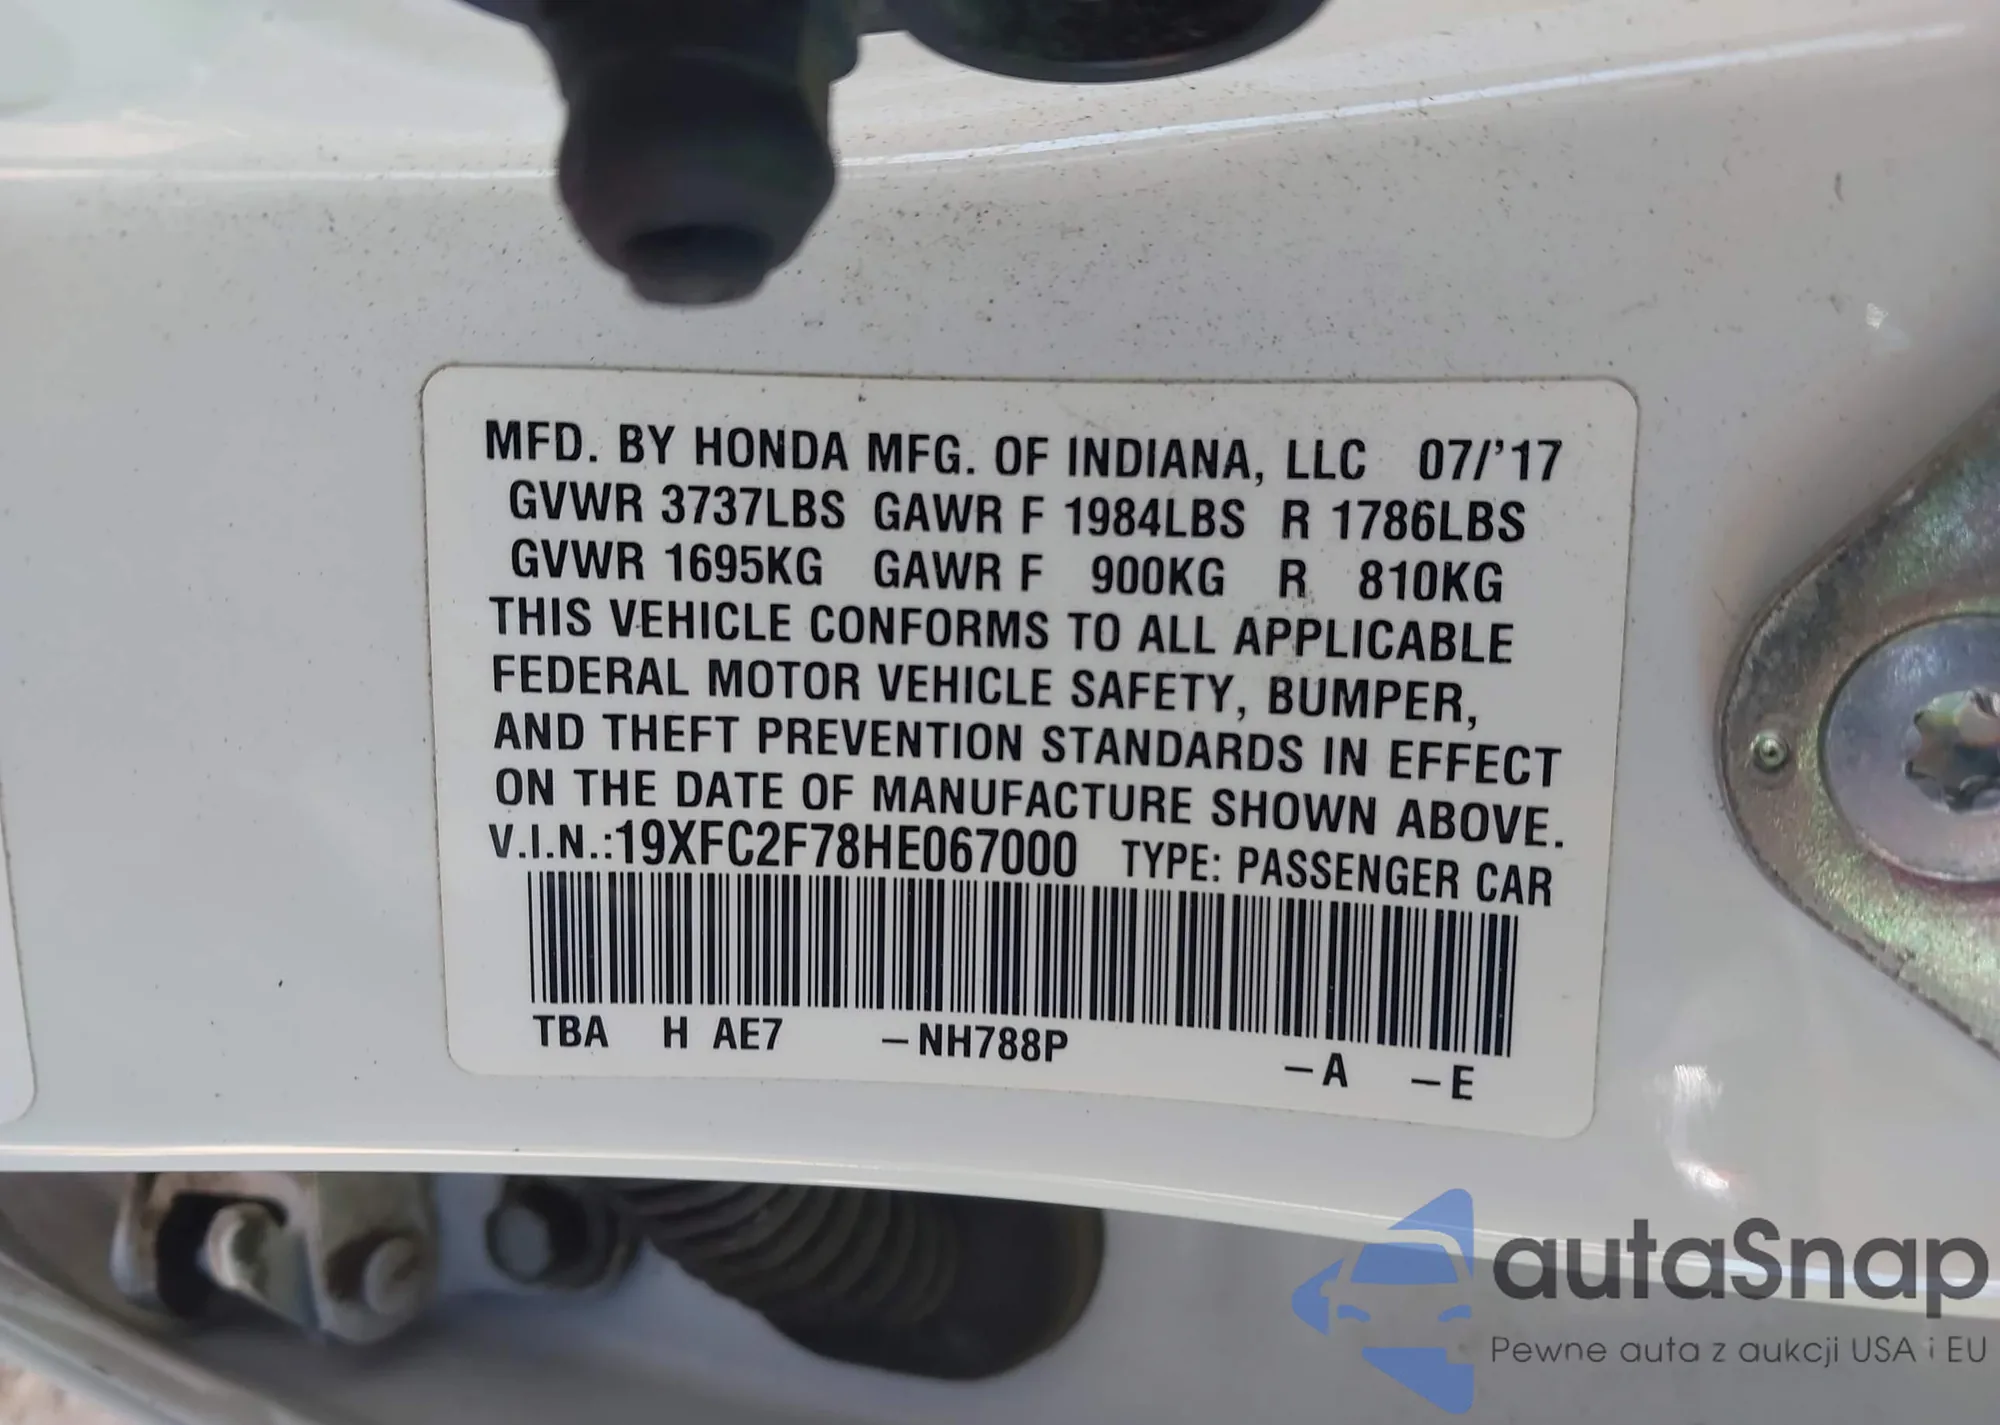 MFD. BY HONDA MFG. OF INDIANA, LLC 07/'17
GVWR 3737LBS GAWR F 1984LBS R 1786LBS
GVWR 1695KG GAWR F 900KG R 810KG
THIS VEHICLE CONFORMS TO ALL APPLICABLE
FEDERAL MOTOR VEHICLE SAFETY, BUMPER,
AND THEFT PREVENTION STANDARDS IN EFFECT
ON THE DATE OF MANUFACTURE SHOWN ABOVE.
V.I.N.:19XFC2F78HE067000 TYPE: PASSENGER CAR
TBA H AE7 –NH788P –A –E
autaSnap
Pewne auta z aukcji USA i EU